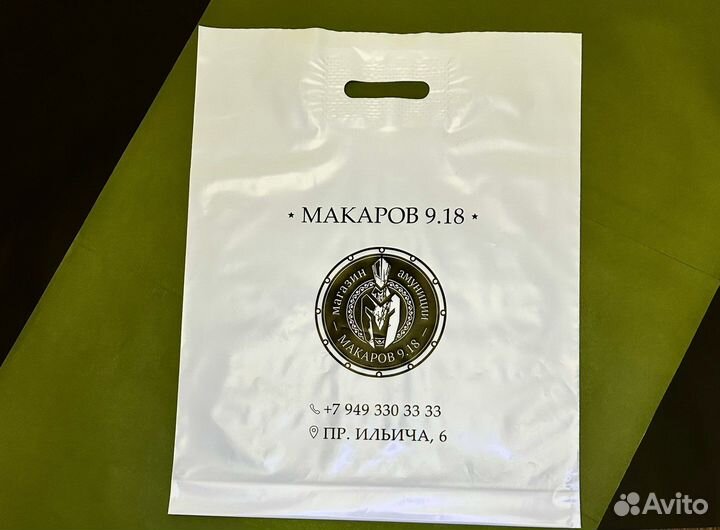 ★ МАКАРОВ 9.18 ★
магазин амуниции
МАКАРОВ 9.18
+7 949 330 33 33
ПР. ИЛЬИЧА, 6
Avito